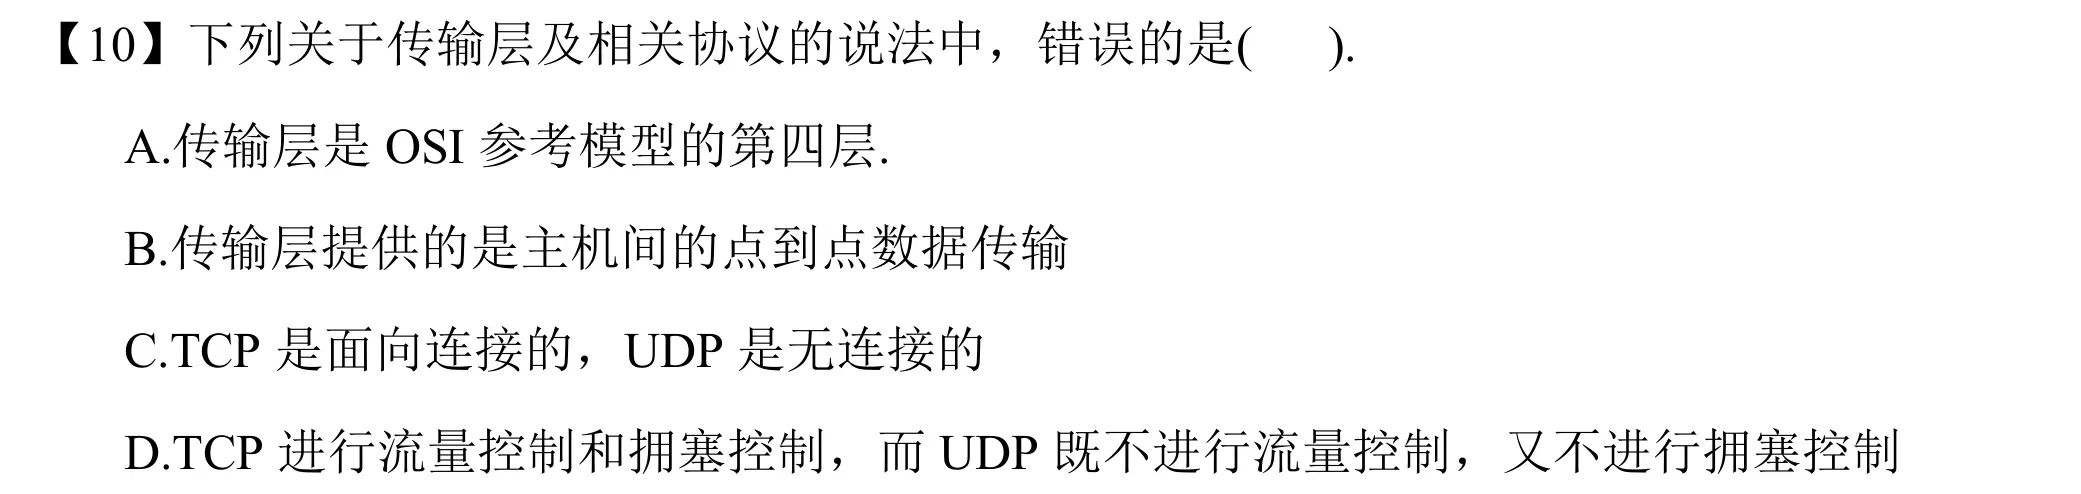 【10】下列关于传输层及相关协议的说法中，错误的是(　　).
A.传输层是 OSI 参考模型的第四层.
B.传输层提供的是主机间的点到点数据传输
C.TCP 是面向连接的，UDP 是无连接的
D.TCP 进行流量控制和拥塞控制，而 UDP 既不进行流量控制，又不进行拥塞控制